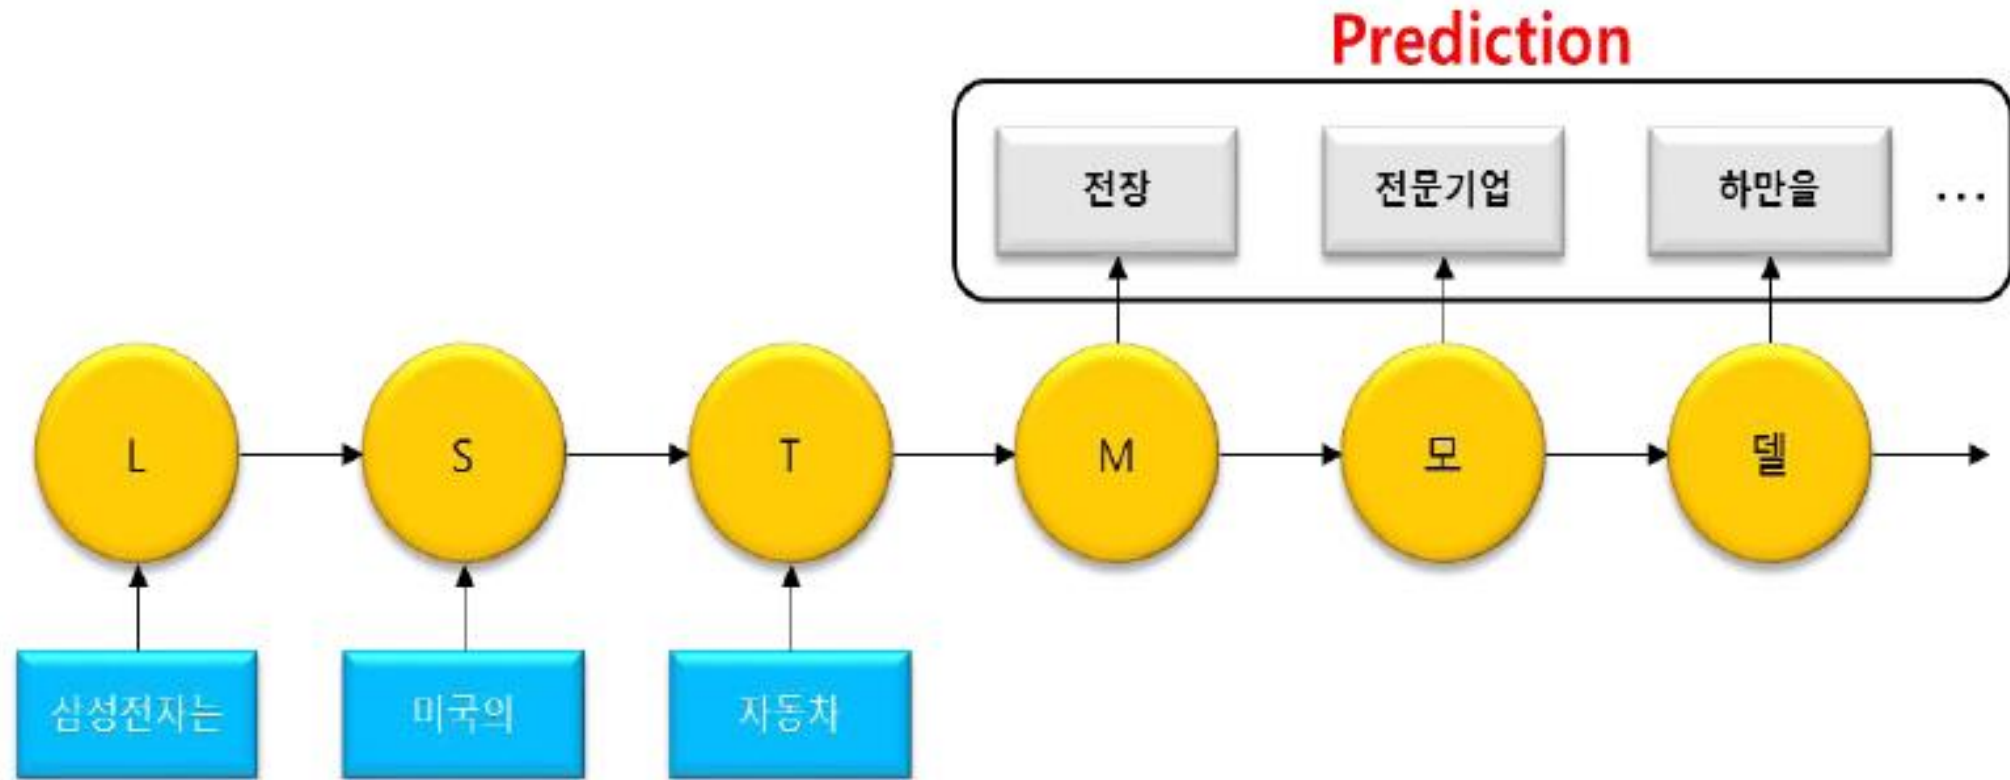 Prediction
전장 전문기업 하만을 ...
L S T M 모 델
삼성전자는 미국의 자동차